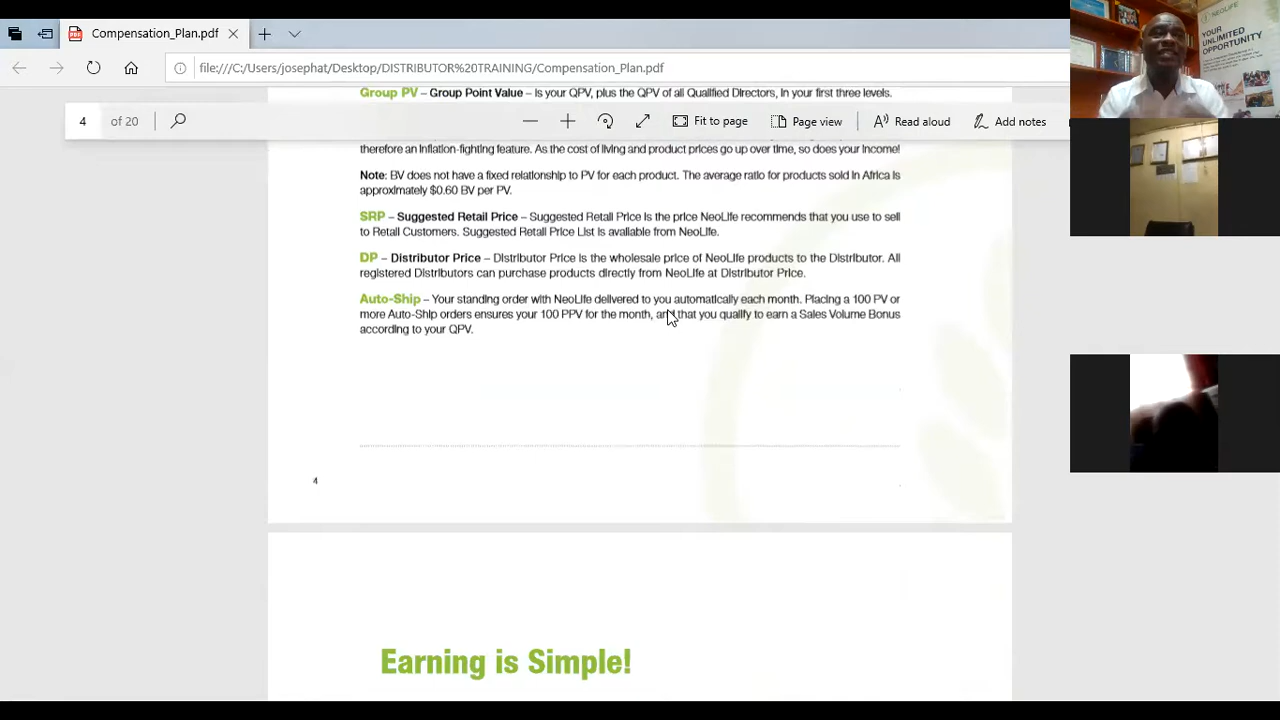 Compensation_Plan.pdf
file:///C:/Users/josephat/Desktop/DISTRIBUTOR%20TRAINING/Compensation_Plan.pdf
NEOLIFE
YOUR
UNLIMITED
OPPORTUNITY
Group PV – Group Point Value – Is your QPV, plus the QPV of all Qualified Directors, in your first three levels.
4 of 20
Fit to page
Page view
Read aloud
Add notes
therefore an inflation-fighting feature. As the cost of living and product prices go up over time, so does your income!
Note: BV does not have a fixed relationship to PV for each product. The average ratio for products sold in Africa is
approximately $0.60 BV per PV.
SRP – Suggested Retail Price – Suggested Retail Price is the price NeoLife recommends that you use to sell
to Retail Customers. Suggested Retail Price List is available from NeoLife.
DP – Distributor Price – Distributor Price is the wholesale price of NeoLife products to the Distributor. All
registered Distributors can purchase products directly from NeoLife at Distributor Price.
Auto-Ship – Your standing order with NeoLife delivered to you automatically each month. Placing a 100 PV or
more Auto-Ship orders ensures your 100 PPV for the month, and that you qualify to earn a Sales Volume Bonus
according to your QPV.
4
Earning is Simple!